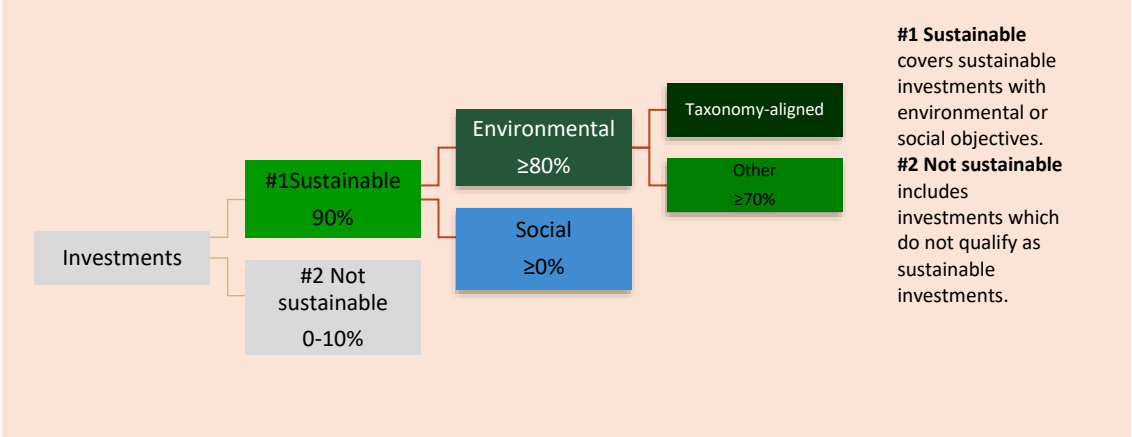 Investments
#1Sustainable
90%
#2 Not
sustainable
0-10%
Environmental
≥80%
Social
≥0%
Taxonomy-aligned
Other
≥70%
#1 Sustainable
covers sustainable
investments with
environmental or
social objectives.
#2 Not sustainable
includes
investments which
do not qualify as
sustainable
investments.